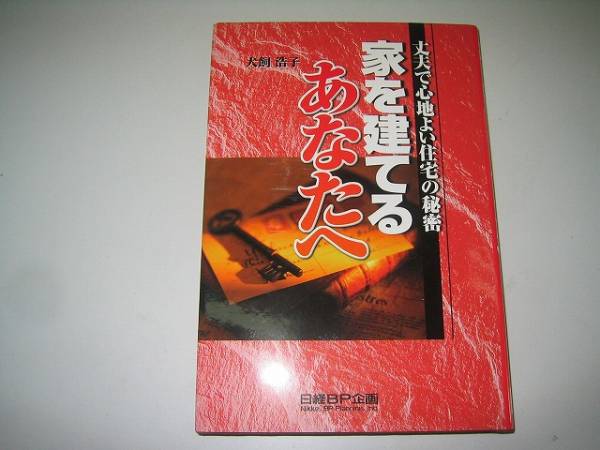 丈夫で心地よい住宅の秘密
家を建てる
あなたへ
犬飼 浩子
日経BP企画
Nikkei BP Planning, Inc.